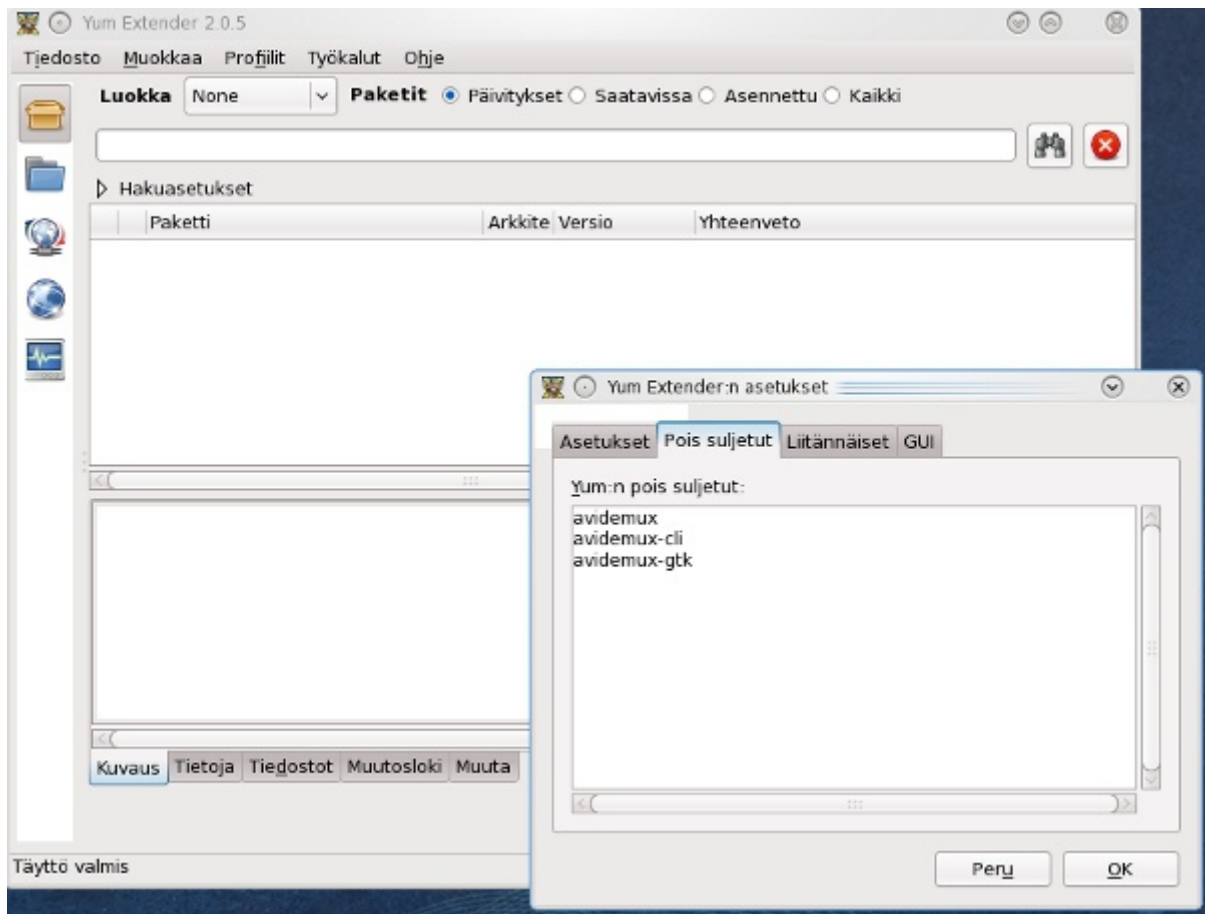 Yum Extender 2.0.5
Tiedosto Muokkaa Profiilit Työkalut Ohje
Luokka None Paketit Päivitykset Saatavissa Asennettu Kaikki
Hakuasetukset
Paketti Arkkite Versio Yhteenveto
Yum Extender:n asetukset
Asetukset Pois suljetut Liitännäiset GUI
Yum:n pois suljetut:
avidemux
avidemux-cli
avidemux-gtk
Kuvaus Tietoja Tiedostot Muutosloki Muuta
Peru OK
Täyttö valmis